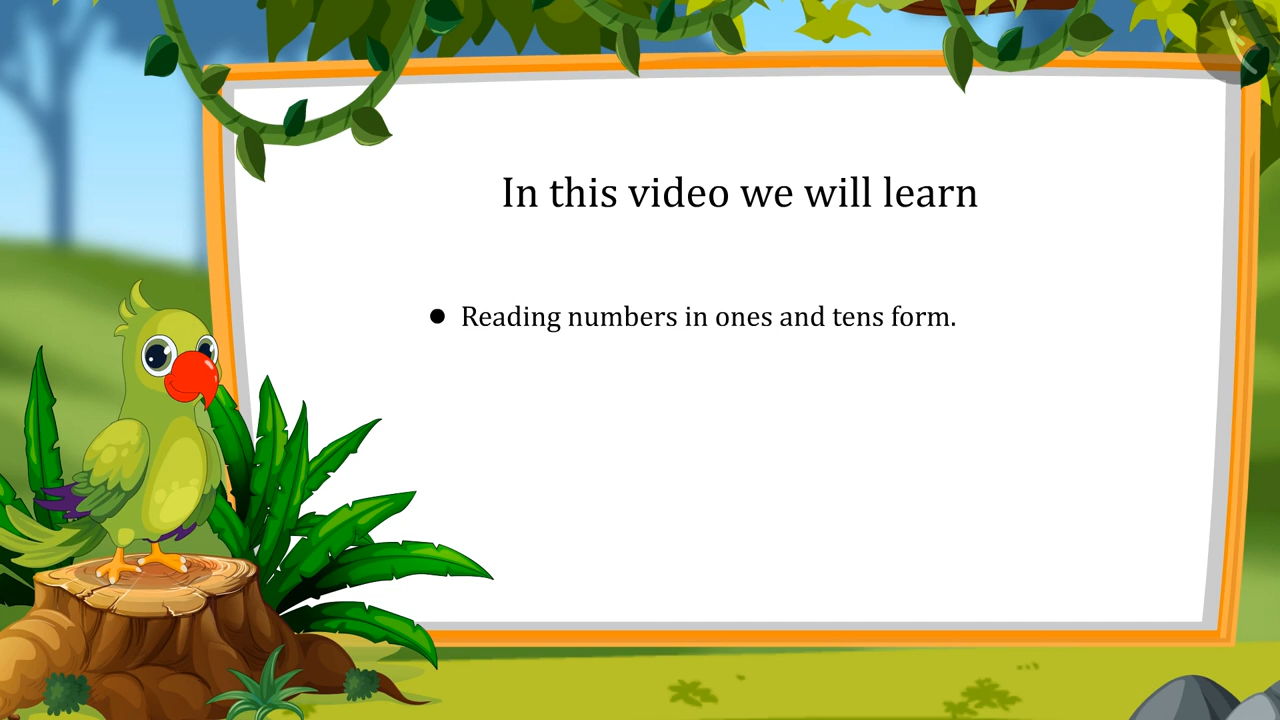 In this video we will learn
● Reading numbers in ones and tens form.